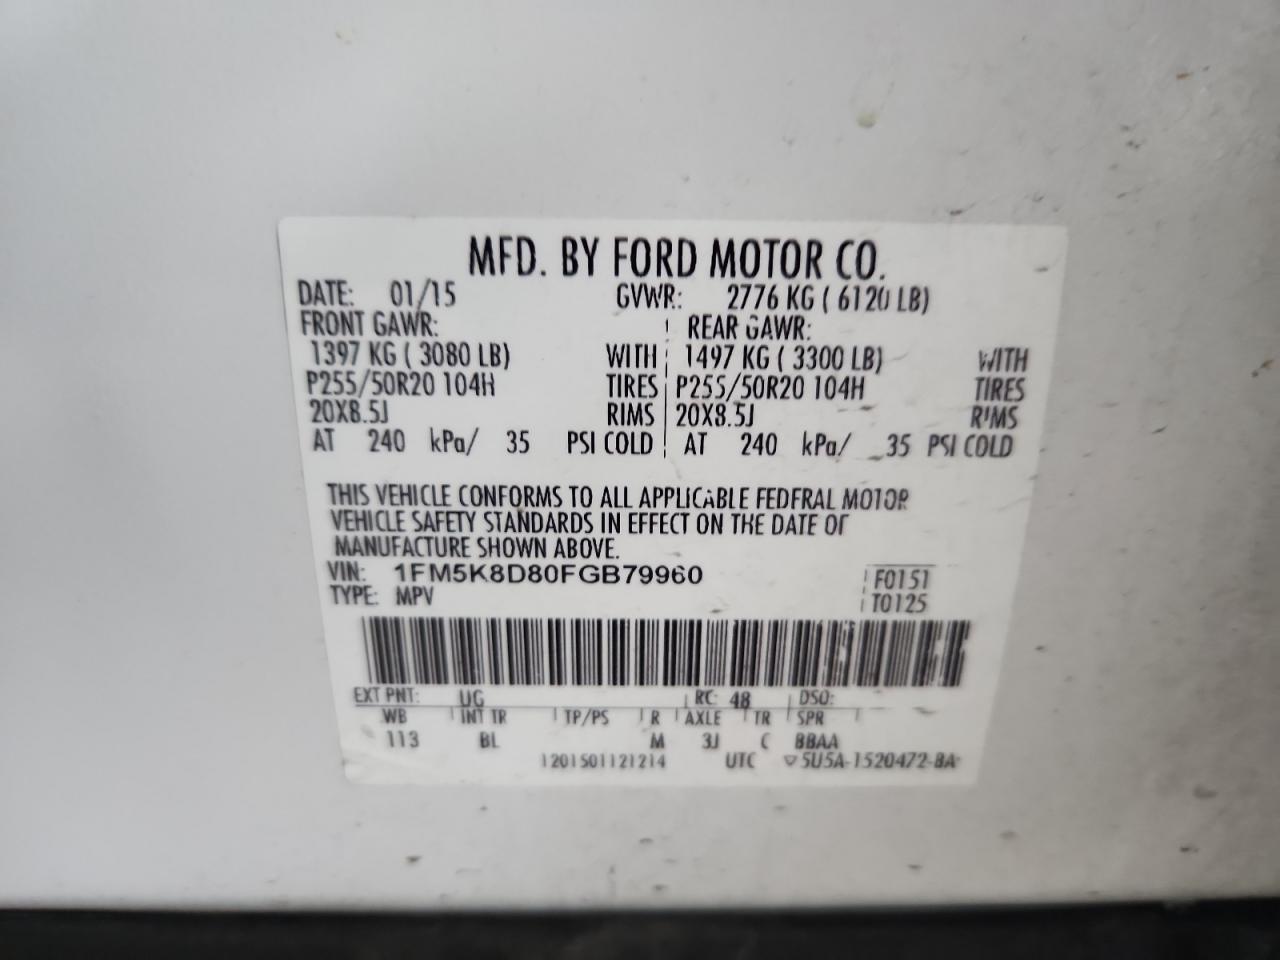 MFD. BY FORD MOTOR CO.
DATE: 01/15 GVWR: 2776 KG ( 6120 LB)
FRONT GAWR: REAR GAWR:
1397 KG ( 3080 LB) WITH 1497 KG ( 3300 LB) WITH
P255/50R20 104H TIRES P255/50R20 104H TIRES
20X8.5J RIMS 20X8.5J RIMS
AT 240 kPa/ 35 PSI COLD AT 240 kPa/ 35 PSI COLD
THIS VEHICLE CONFORMS TO ALL APPLICABLE FEDERAL MOTOR
VEHICLE SAFETY STANDARDS IN EFFECT ON THE DATE OF
MANUFACTURE SHOWN ABOVE.
VIN: 1FM5K8D80FGB79960 F0151
TYPE: MPV T0125
EXT PNT: UG RC: 48 DSO:
WB INT TR TP/PS R AXLE TR SPR
113 BL M 3J C BBAA
1201501121214 UTC ▽5U5A-1520472-BA